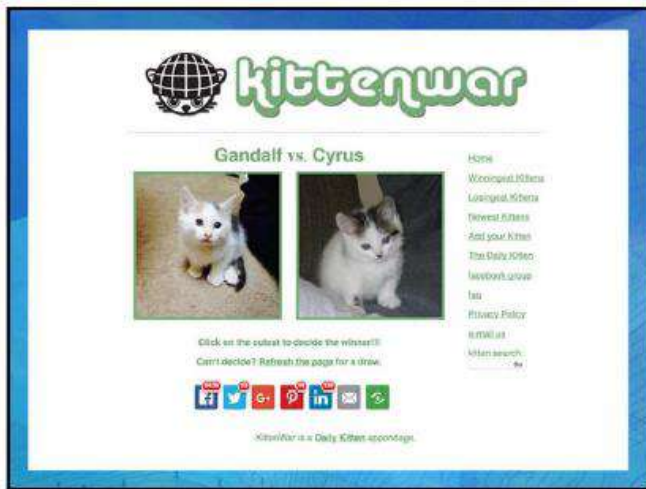 kittenwar
Gandalf vs. Cyrus
Home
Winningest Kittens
Losingest Kittens
Newest Kittens
Add your Kitten
The Daily Kitten
facebook group
faq
Privacy Policy
e-mail us
kitten search
Click on the cutest to decide the winner!!!
Can't decide? Refresh the page for a draw.
G+
in
KittenWar is a Daily Kitten appendage.